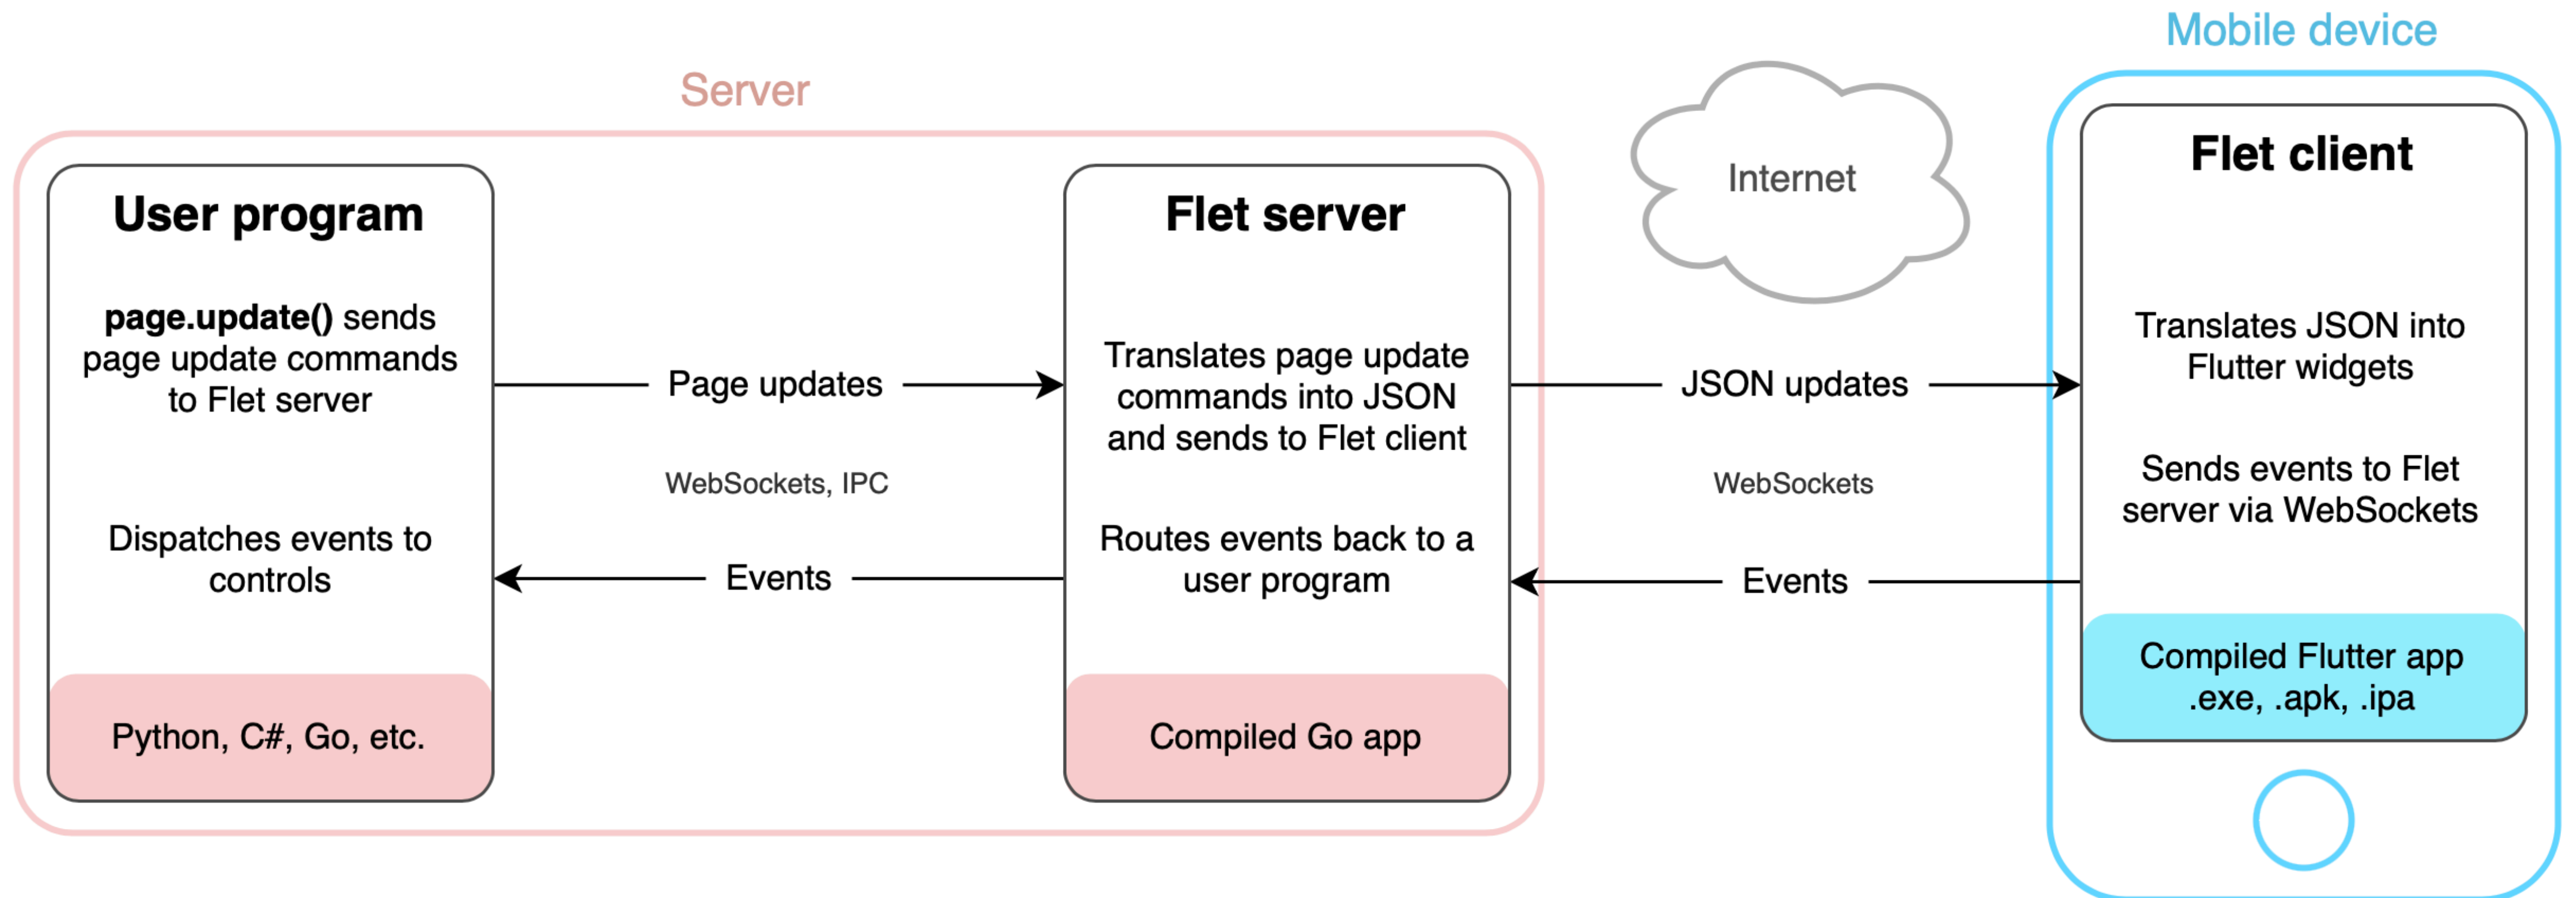 Mobile device
Server
Internet
Flet client
User program
Flet server
page.update() sends
page update commands
to Flet server
Dispatches events to
controls
Python, C#, Go, etc.
Page updates
WebSockets, IPC
Events
Translates page update
commands into JSON
and sends to Flet client
Routes events back to a
user program
Compiled Go app
JSON updates
WebSockets
Events
Translates JSON into
Flutter widgets
Sends events to Flet
server via WebSockets
Compiled Flutter app
.exe, .apk, .ipa